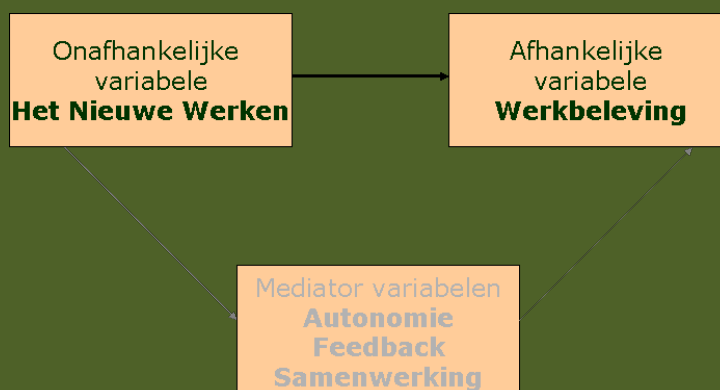 Onafhankelijke
variabele
Het Nieuwe Werken
Afhankelijke
variabele
Werkbeleving
Mediator variabelen
Autonomie
Feedback
Samenwerking